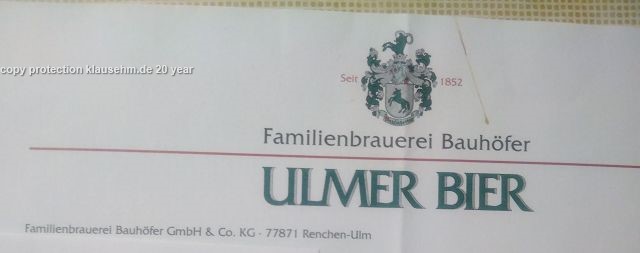 copy protection klausehm.de 20 year
Seit 1852
Familienbrauerei Bauhöfer
ULMER BIER
Familienbrauerei Bauhöfer GmbH & Co. KG · 77871 Renchen-Ulm